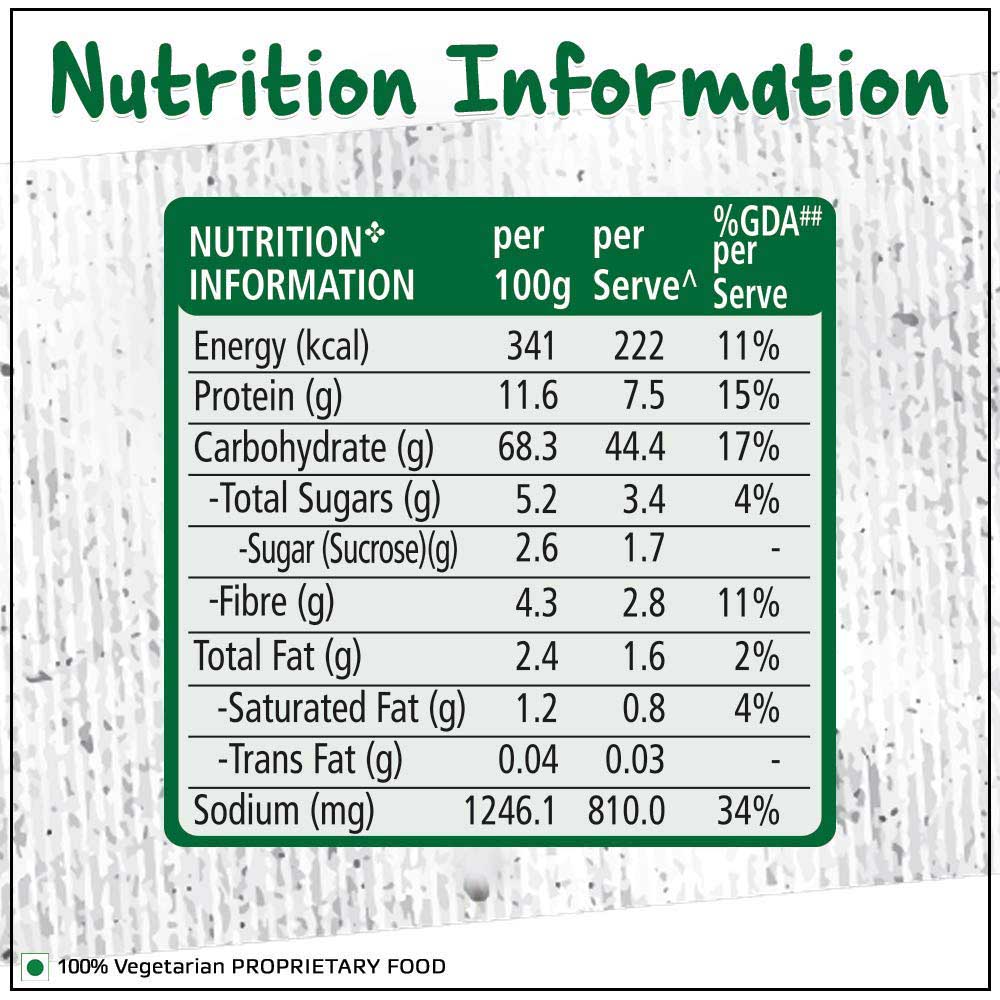 Nutrition Information
NUTRITION✤ INFORMATION per 100g per Serve^ %GDA## per Serve
Energy (kcal) 341 222 11%
Protein (g) 11.6 7.5 15%
Carbohydrate (g) 68.3 44.4 17%
-Total Sugars (g) 5.2 3.4 4%
-Sugar (Sucrose)(g) 2.6 1.7 -
-Fibre (g) 4.3 2.8 11%
Total Fat (g) 2.4 1.6 2%
-Saturated Fat (g) 1.2 0.8 4%
-Trans Fat (g) 0.04 0.03 -
Sodium (mg) 1246.1 810.0 34%
100% Vegetarian PROPRIETARY FOOD